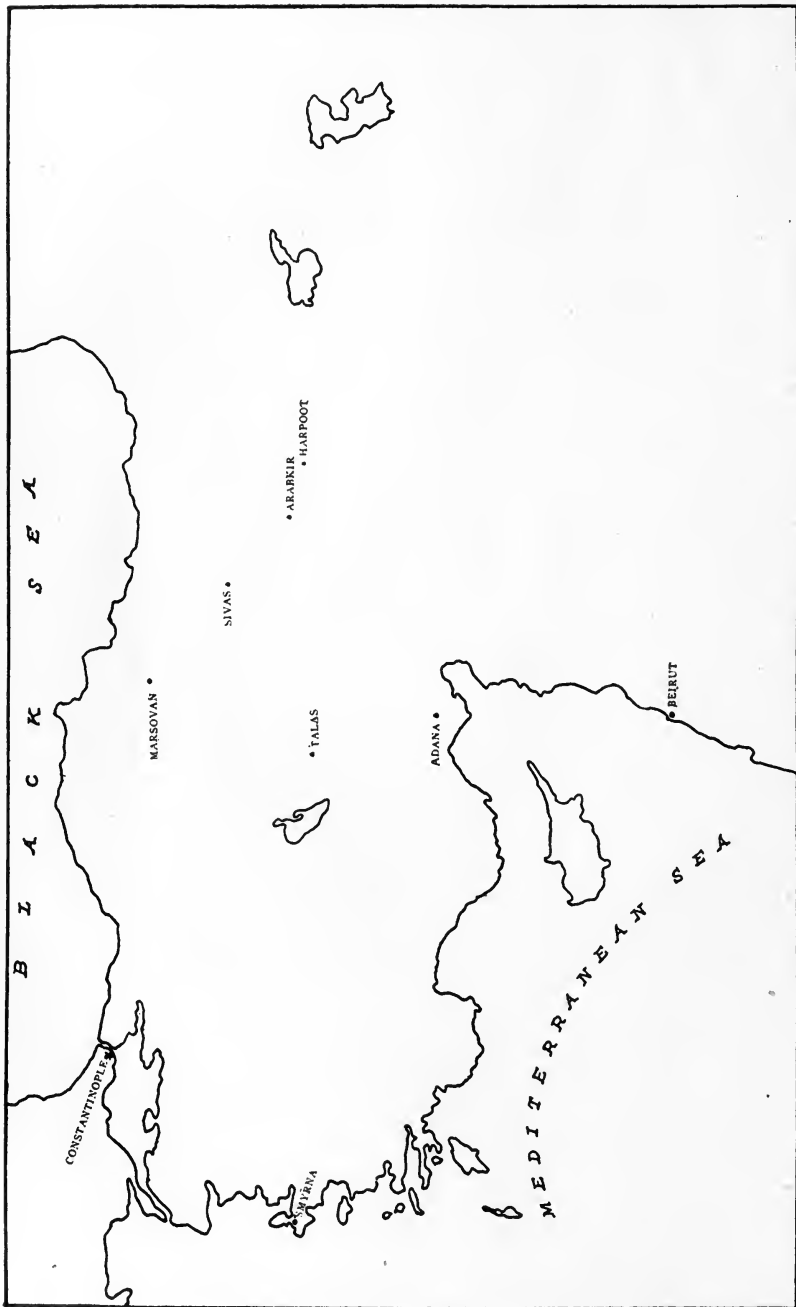 BLACK SEA
CONSTANTINOPLE
MARSOVAN
SIVAS
ARABKIR
HARPOOT
TALAS
SMYRNA
ADANA
BEIRUT
MEDITERRANEAN SEA